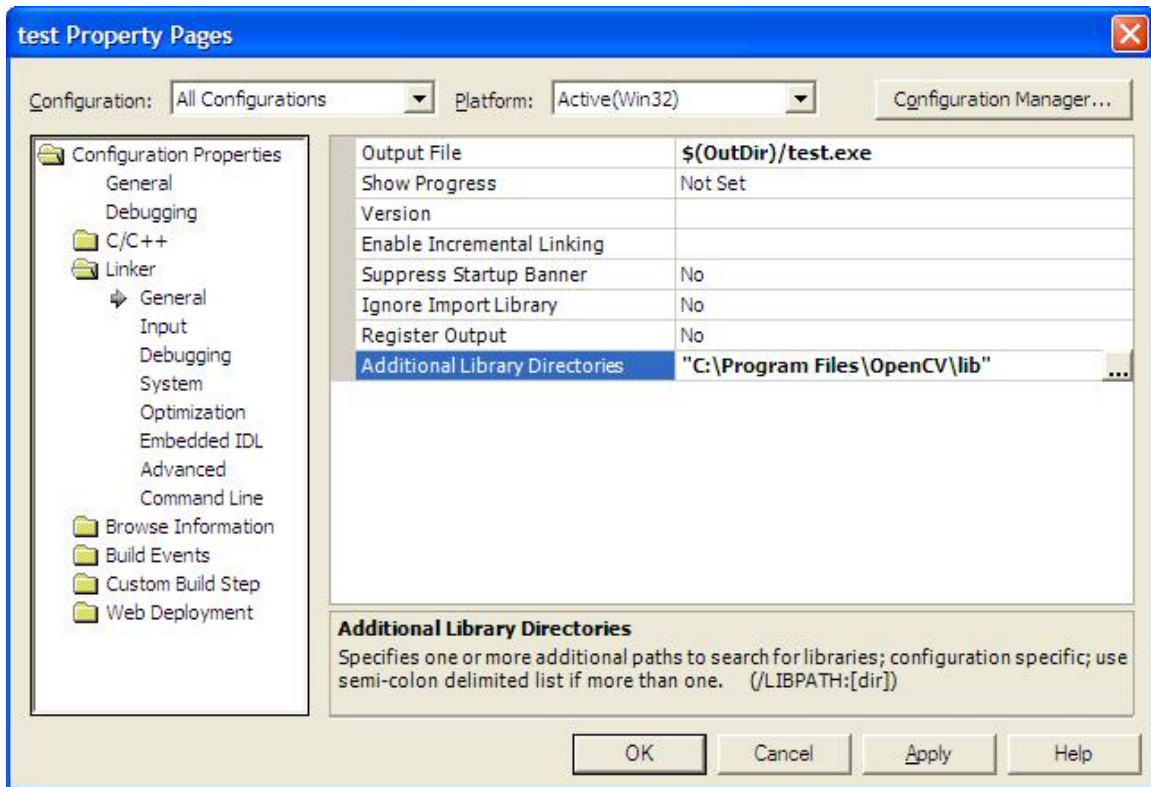 test Property Pages
Configuration: All Configurations Platform: Active(Win32) Configuration Manager...
Configuration Properties
General
Debugging
C/C++
Linker
General
Input
Debugging
System
Optimization
Embedded IDL
Advanced
Command Line
Browse Information
Build Events
Custom Build Step
Web Deployment
Output File $(OutDir)/test.exe
Show Progress Not Set
Version
Enable Incremental Linking
Suppress Startup Banner No
Ignore Import Library No
Register Output No
Additional Library Directories "C:\Program Files\OpenCV\lib" ...
Additional Library Directories
Specifies one or more additional paths to search for libraries; configuration specific; use
semi-colon delimited list if more than one. (/LIBPATH:[dir])
OK Cancel Apply Help